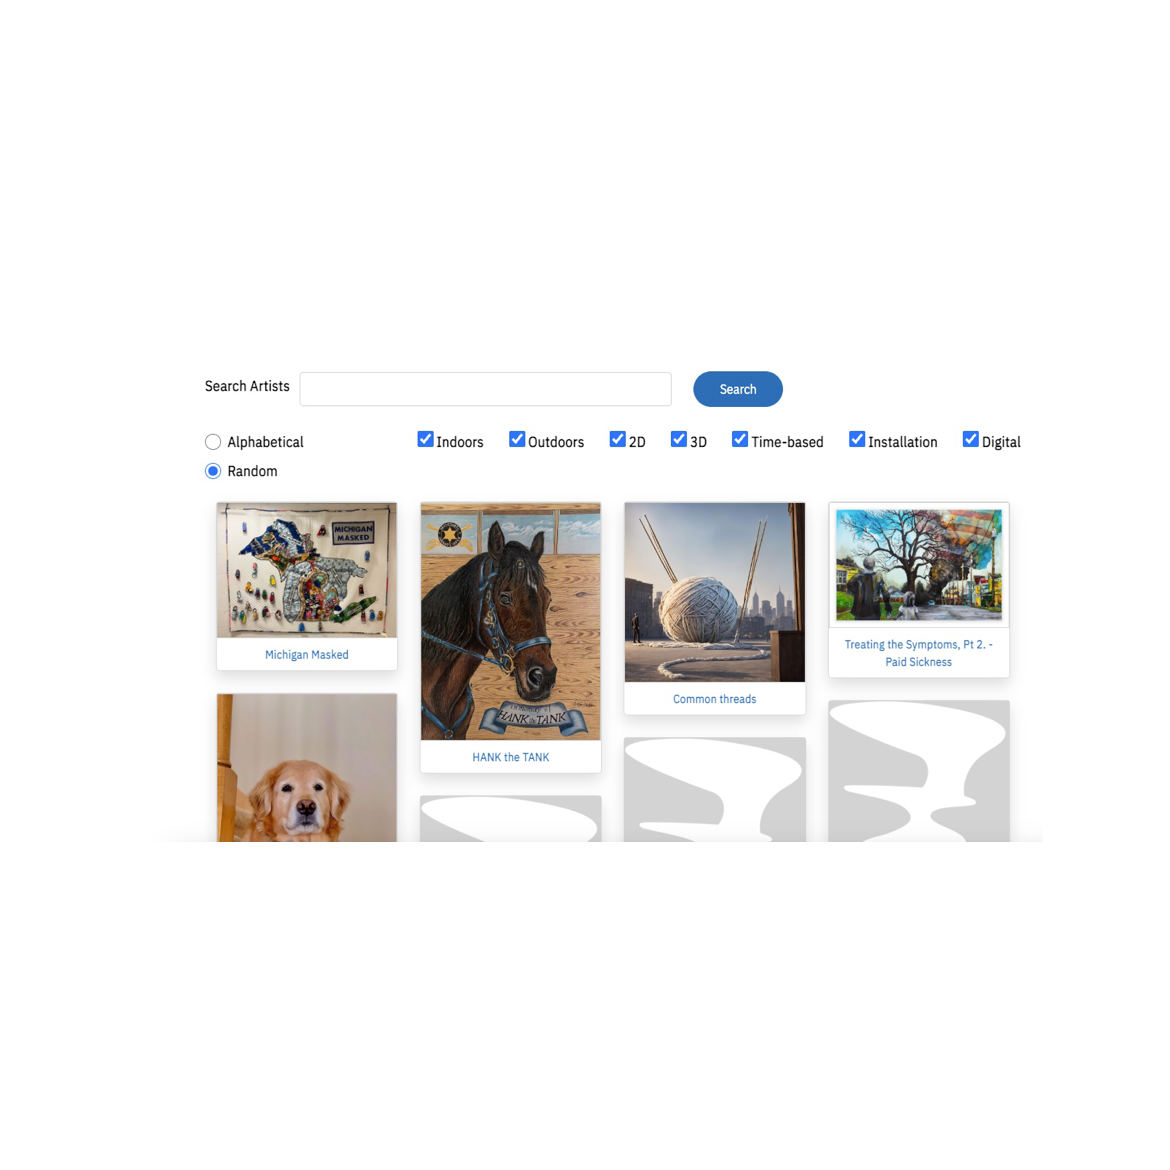 Search Artists
Search
Alphabetical
Indoors
Outdoors
2D
3D
Time-based
Installation
Digital
Random
MICHIGAN
MASKED
Michigan Masked
HANK the TANK
HANK the TANK
Common threads
Treating the Symptoms, Pt 2. -
Paid Sickness